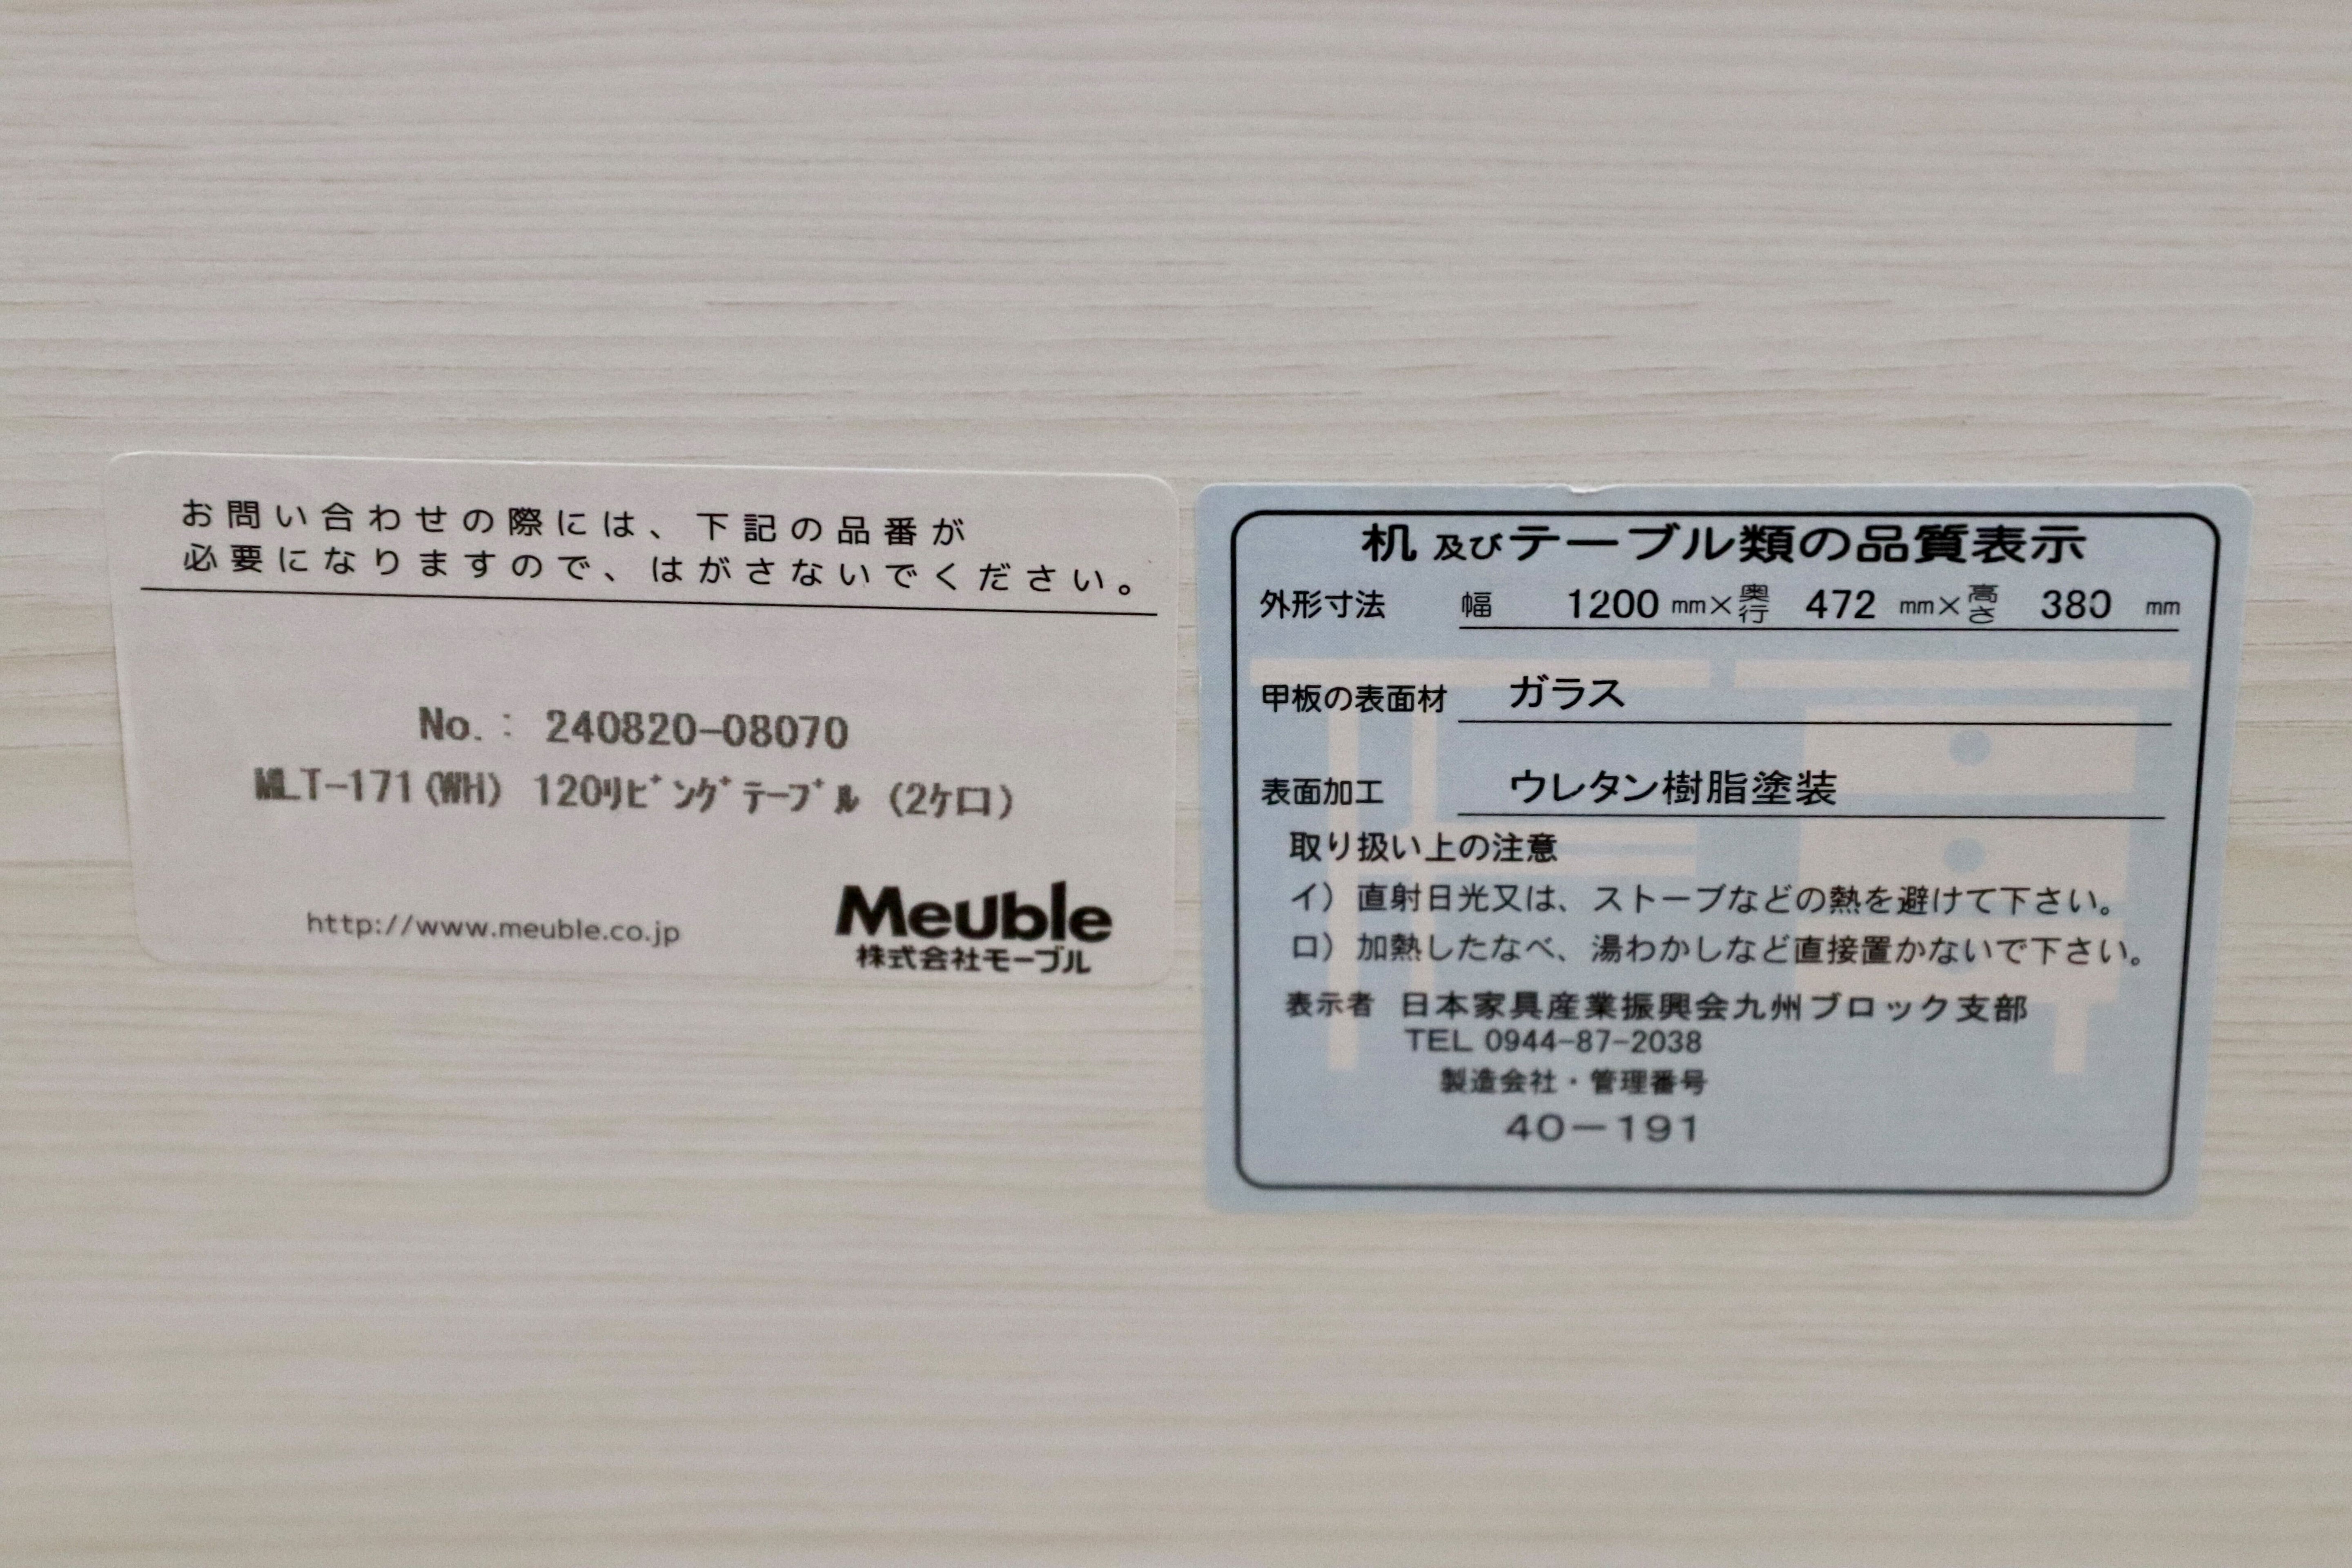 お問い合わせの際には、下記の品番が
必要になりますので、はがさないでください。
No.: 240820-08070
MLT-171(WH) 120ﾘﾋﾞﾝｸﾞﾃｰﾌﾞﾙ (2ケ口)
http://www.meuble.co.jp
Meuble
株式会社モーブル
机及びテーブル類の品質表示
外形寸法 幅 1200 mm×奥行 472 mm×高さ 380 mm
甲板の表面材 ガラス
表面加工 ウレタン樹脂塗装
取り扱い上の注意
イ）直射日光又は、ストーブなどの熱を避けて下さい。
ロ）加熱したなべ、湯わかしなど直接置かないで下さい。
表示者 日本家具産業振興会九州ブロック支部
TEL 0944-87-2038
製造会社・管理番号
40-191